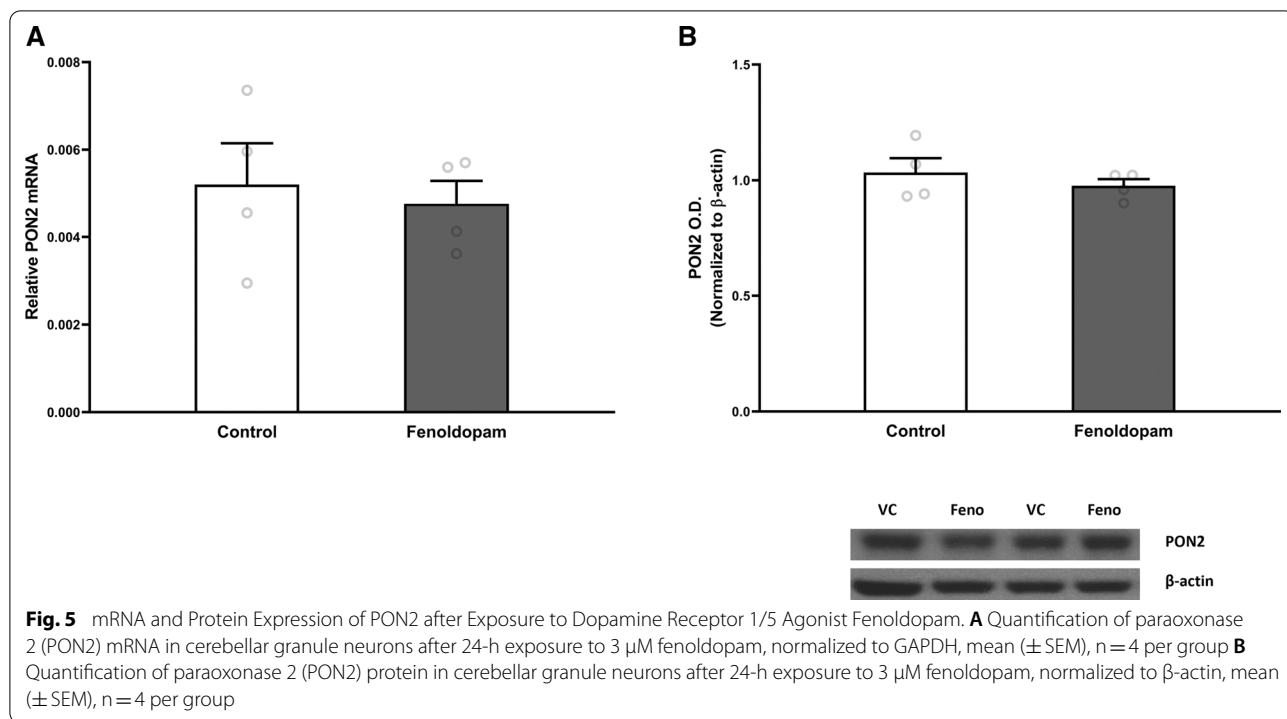 A
0.008
0.006
0.004
0.002
0.000
Relative PON2 mRNA
Control
Fenoldopam
B
1.5
1.0
0.5
0.0
PON2 O.D.
(Normalized to β-actin)
Control
Fenoldopam
VC Feno VC Feno
PON2
β-actin
Fig. 5 mRNA and Protein Expression of PON2 after Exposure to Dopamine Receptor 1/5 Agonist Fenoldopam. A Quantification of paraoxonase
2 (PON2) mRNA in cerebellar granule neurons after 24-h exposure to 3 μM fenoldopam, normalized to GAPDH, mean (± SEM), n = 4 per group B
Quantification of paraoxonase 2 (PON2) protein in cerebellar granule neurons after 24-h exposure to 3 μM fenoldopam, normalized to β-actin, mean
(± SEM), n = 4 per group